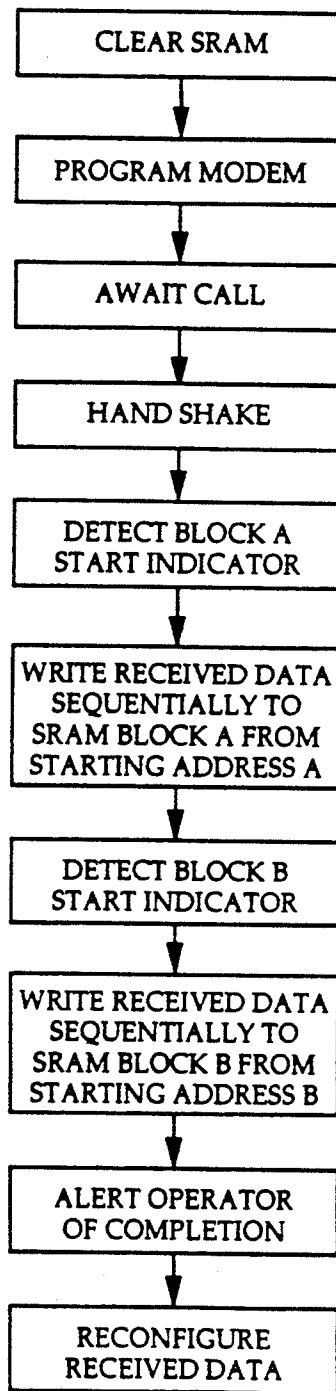 CLEAR SRAM
PROGRAM MODEM
AWAIT CALL
HAND SHAKE
DETECT BLOCK A
START INDICATOR
WRITE RECEIVED DATA
SEQUENTIALLY TO
SRAM BLOCK A FROM
STARTING ADDRESS A
DETECT BLOCK B
START INDICATOR
WRITE RECEIVED DATA
SEQUENTIALLY TO
SRAM BLOCK B FROM
STARTING ADDRESS B
ALERT OPERATOR
OF COMPLETION
RECONFIGURE
RECEIVED DATA